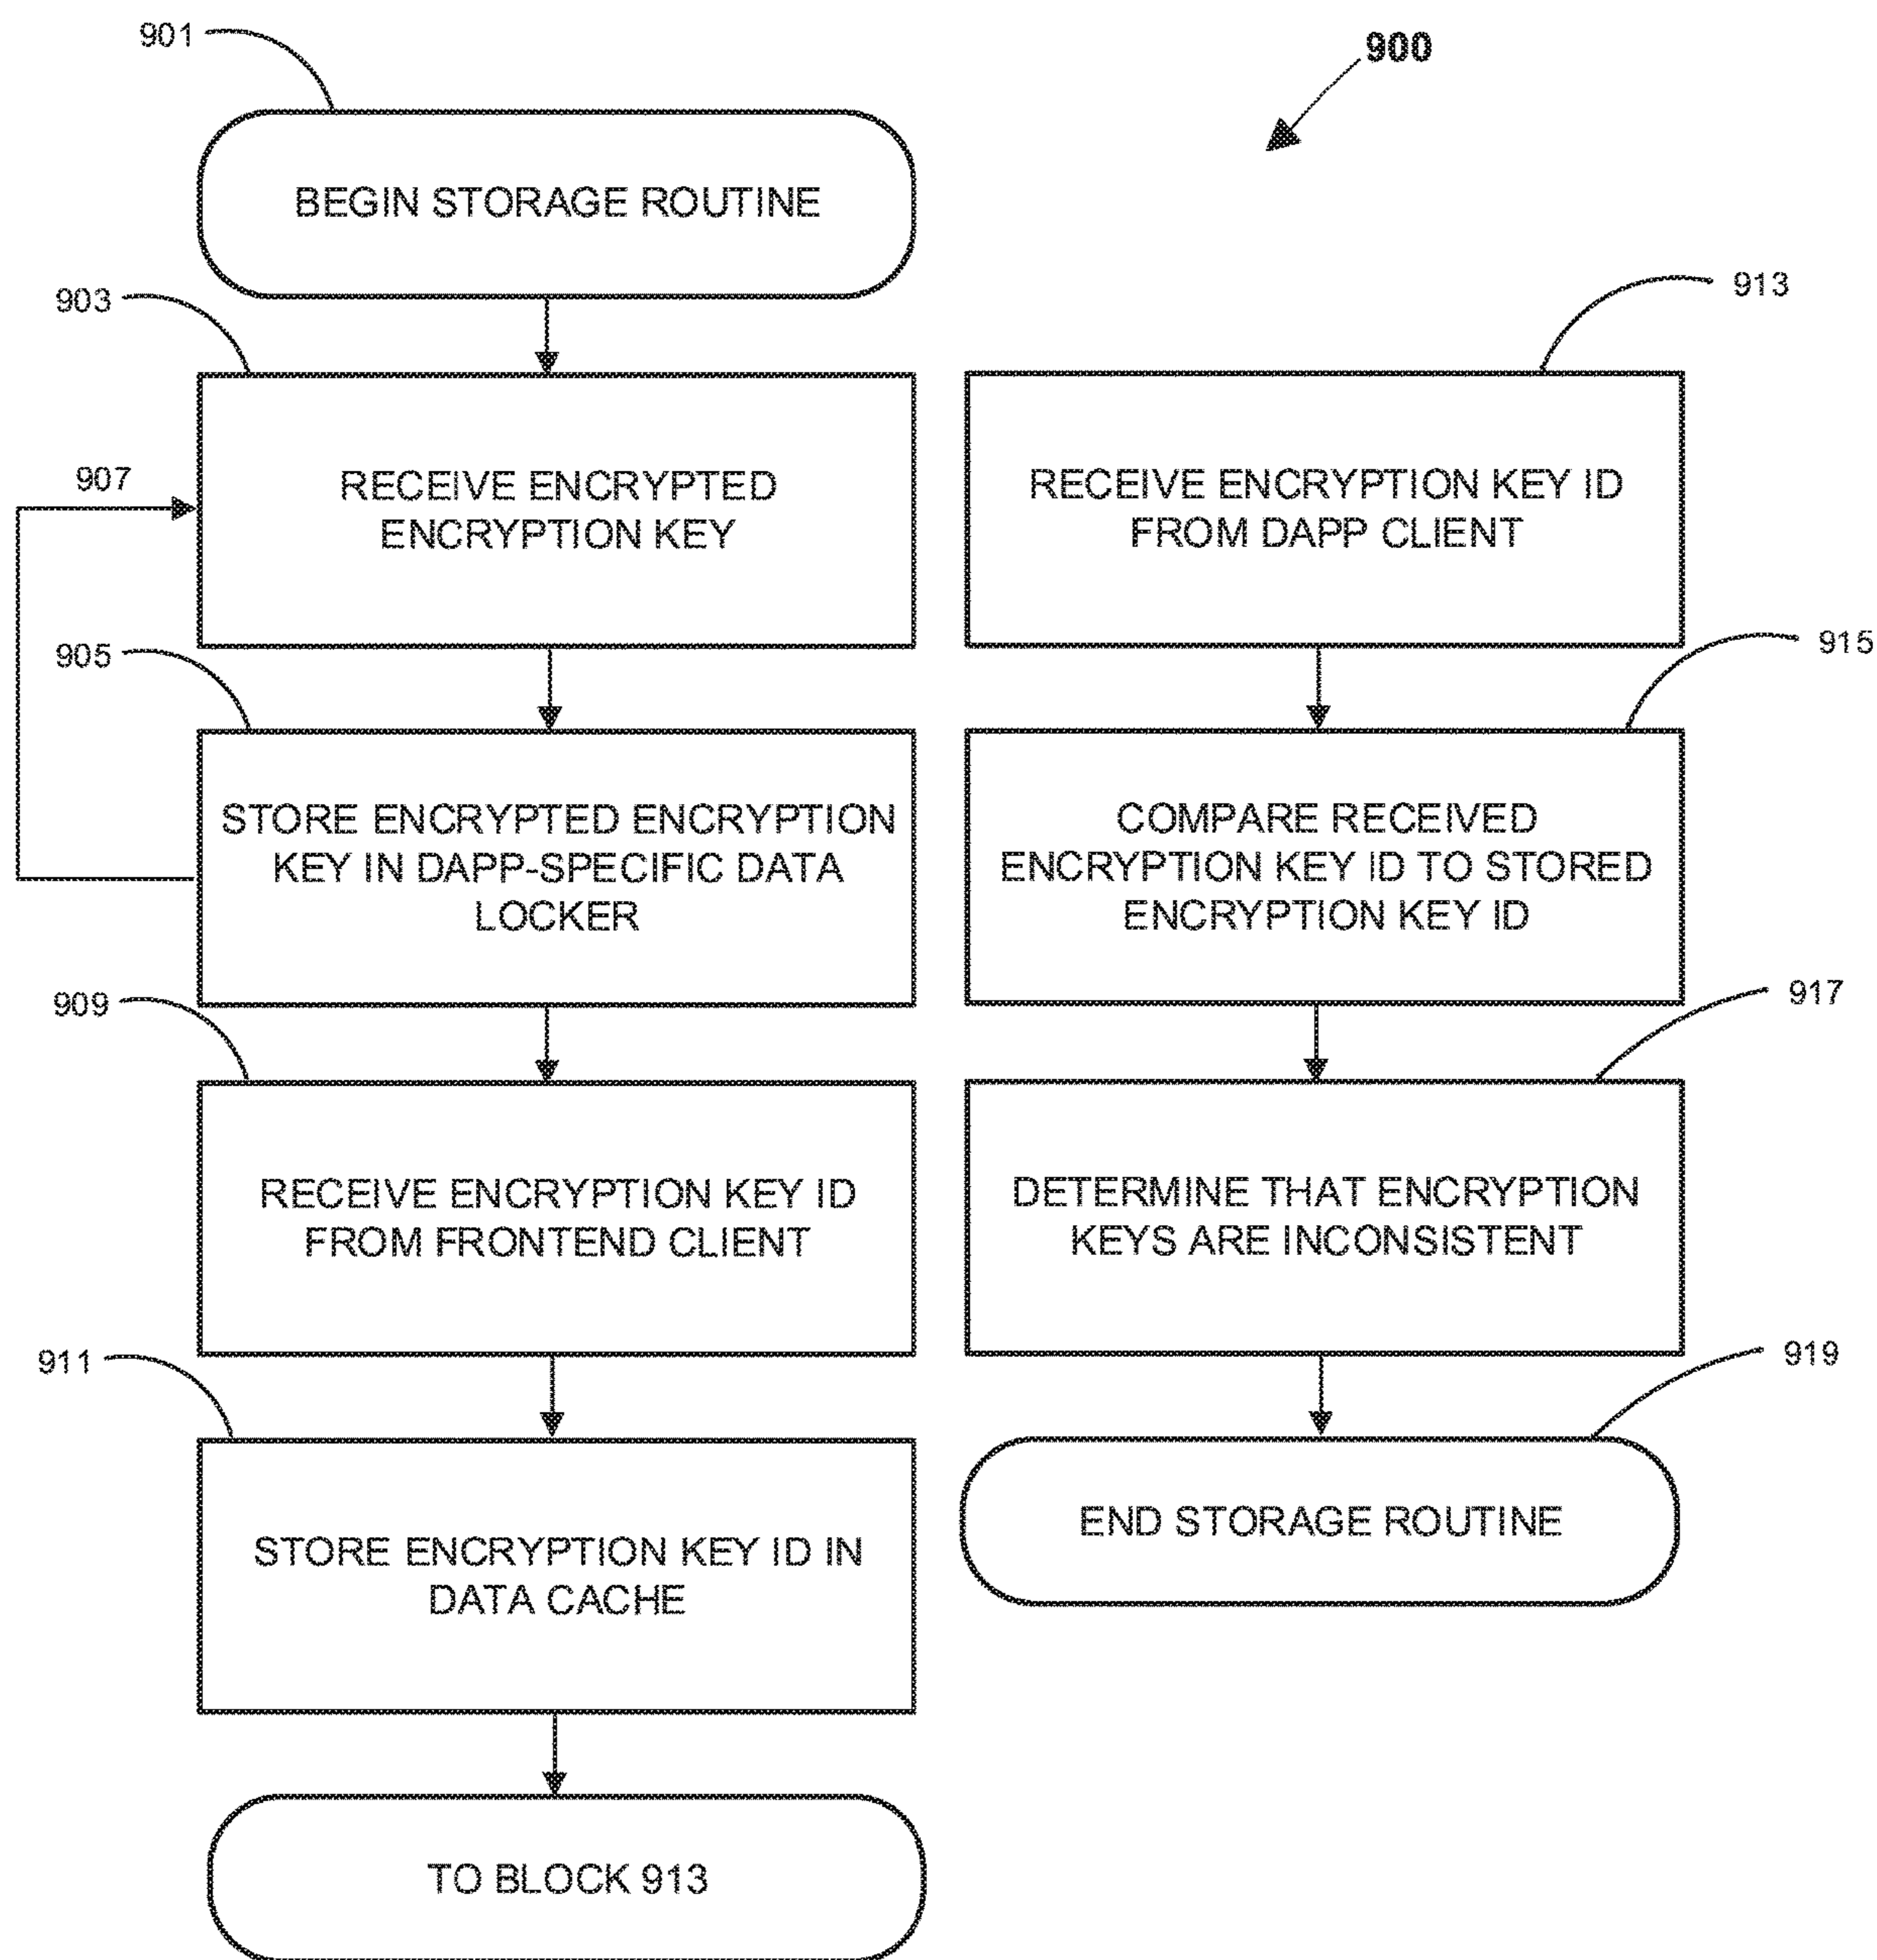 901
900
BEGIN STORAGE ROUTINE
903
913
907
RECEIVE ENCRYPTED
ENCRYPTION KEY
RECEIVE ENCRYPTION KEY ID
FROM DAPP CLIENT
905
915
STORE ENCRYPTED ENCRYPTION
KEY IN DAPP-SPECIFIC DATA
LOCKER
COMPARE RECEIVED
ENCRYPTION KEY ID TO STORED
ENCRYPTION KEY ID
909
917
RECEIVE ENCRYPTION KEY ID
FROM FRONTEND CLIENT
DETERMINE THAT ENCRYPTION
KEYS ARE INCONSISTENT
911
919
STORE ENCRYPTION KEY ID IN
DATA CACHE
END STORAGE ROUTINE
TO BLOCK 913